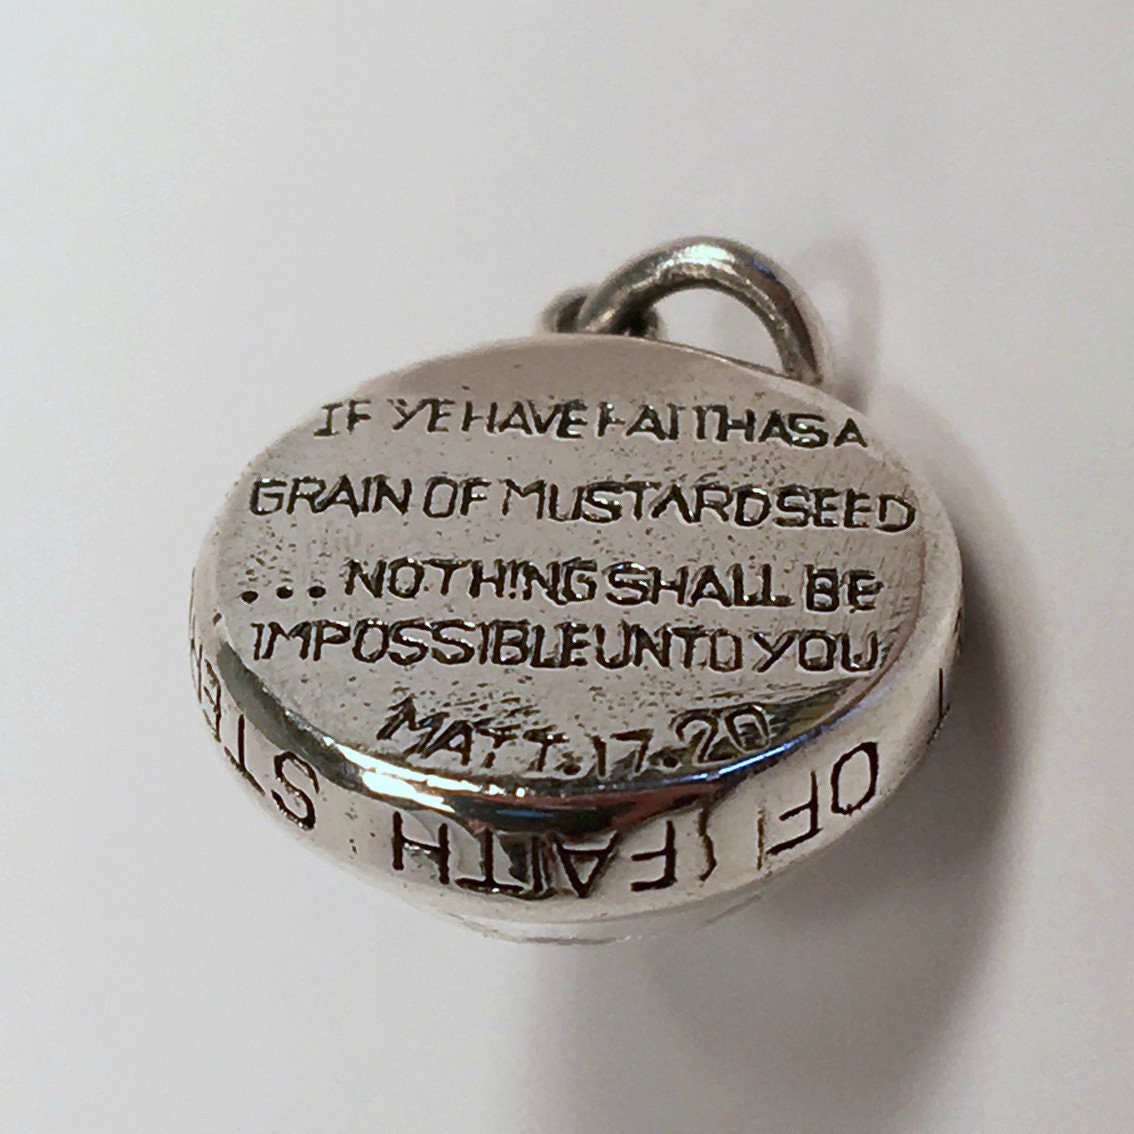 IF YE HAVE FAITH AS A
GRAIN OF MUSTARD SEED
... NOTHING SHALL BE
IMPOSSIBLE UNTO YOU
MATT. 17. 20
OF FAITH